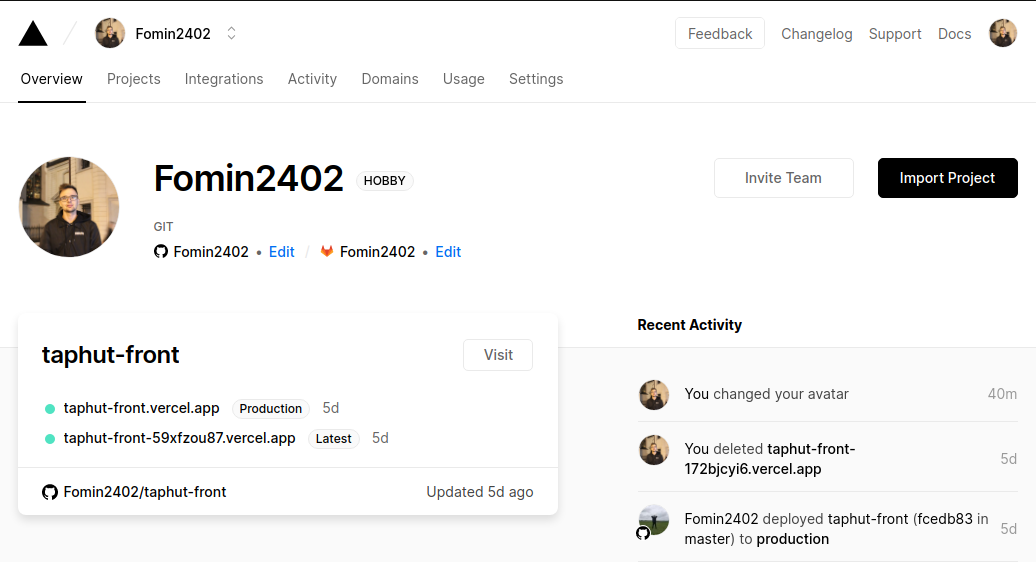 Fomin2402
Feedback Changelog Support Docs
Overview Projects Integrations Activity Domains Usage Settings
Fomin2402 HOBBY
Invite Team Import Project
GIT
Fomin2402 • Edit / Fomin2402 • Edit
taphut-front Visit
taphut-front.vercel.app Production 5d
taphut-front-59xfzou87.vercel.app Latest 5d
Fomin2402/taphut-front Updated 5d ago
Recent Activity
You changed your avatar 40m
You deleted taphut-front-
172bjcyi6.vercel.app 5d
Fomin2402 deployed taphut-front (fcedb83 in
master) to production 5d